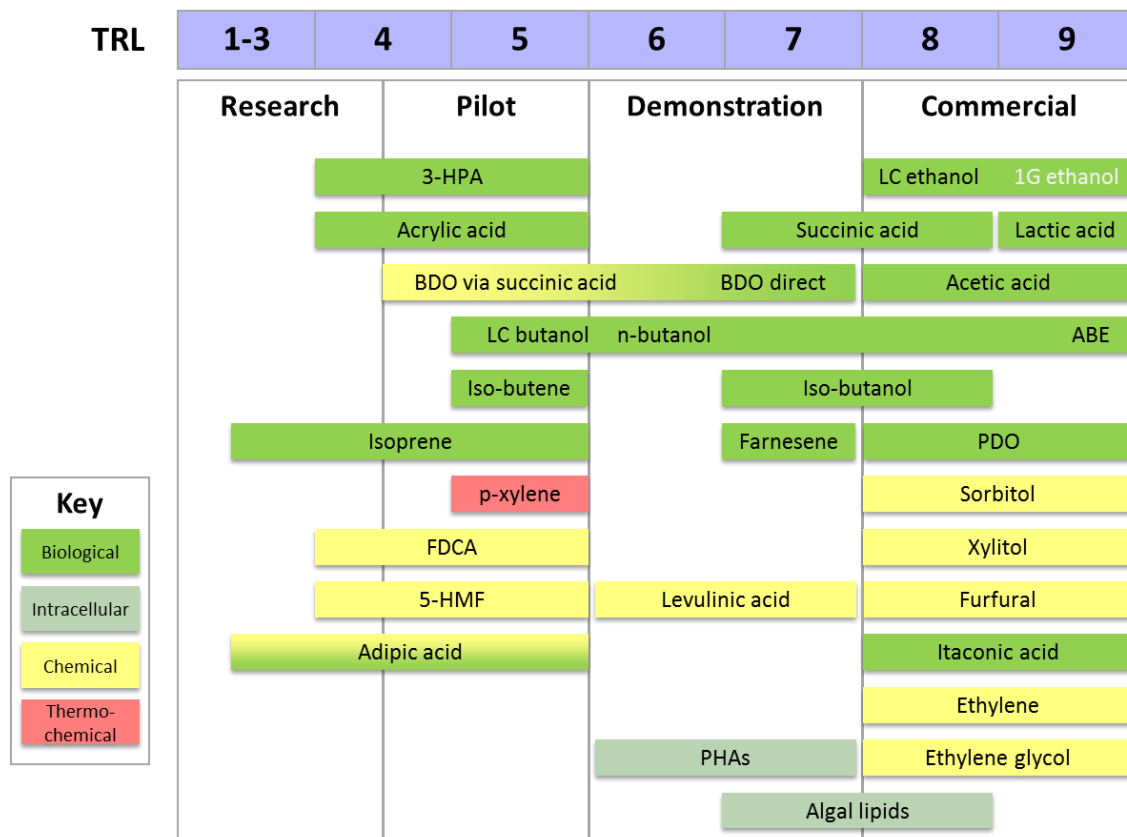 TRL 1-3 4 5 6 7 8 9
Research Pilot Demonstration Commercial
3-HPA LC ethanol 1G ethanol
Acrylic acid Succinic acid Lactic acid
BDO via succinic acid BDO direct Acetic acid
LC butanol n-butanol ABE
Iso-butene Iso-butanol
Isoprene Farnesene PDO
p-xylene Sorbitol
FDCA Xylitol
5-HMF Levulinic acid Furfural
Adipic acid Itaconic acid
Ethylene
PHAs Ethylene glycol
Algal lipids
Key
Biological
Intracellular
Chemical
Thermo-
chemical